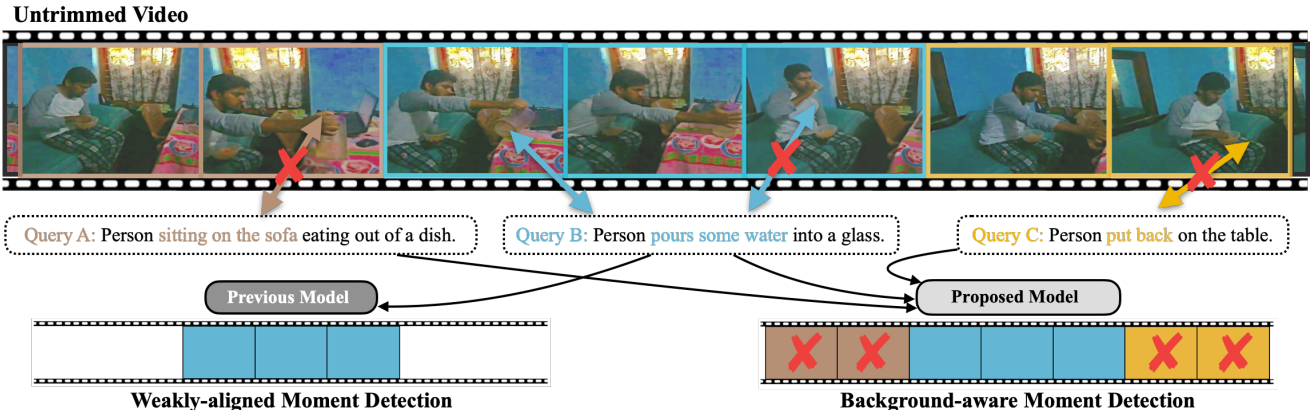 Untrimmed Video
Query A: Person sitting on the sofa eating out of a dish.
Query B: Person pours some water into a glass.
Query C: Person put back on the table.
Previous Model
Proposed Model
Weakly-aligned Moment Detection
Background-aware Moment Detection